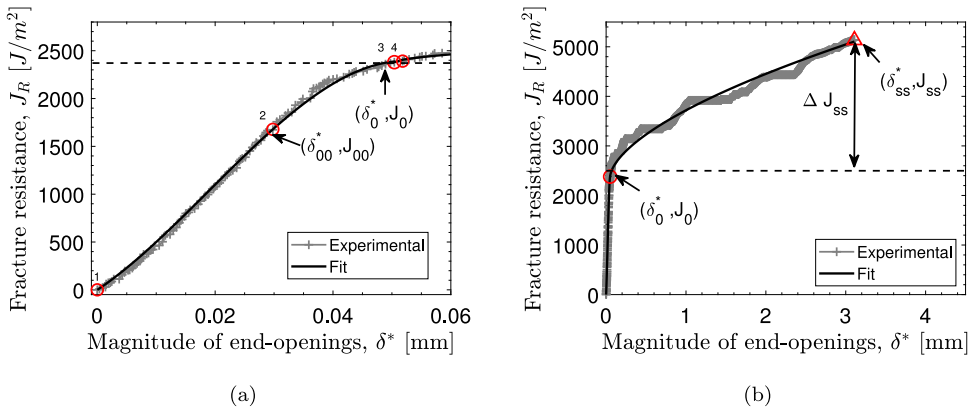 Fracture resistance, J_R [J/m²]
2500
2000
1500
1000
500
0
1
2
3 4
(δ*_0, J_0)
(δ*_00, J_00)
Experimental
Fit
0 0.02 0.04 0.06
Magnitude of end-openings, δ* [mm]
(a)
Fracture resistance, J_R [J/m²]
5000
4000
3000
2000
1000
0
(δ*_ss, J_ss)
Δ J_ss
(δ*_0, J_0)
Experimental
Fit
0 1 2 3 4
Magnitude of end-openings, δ* [mm]
(b)